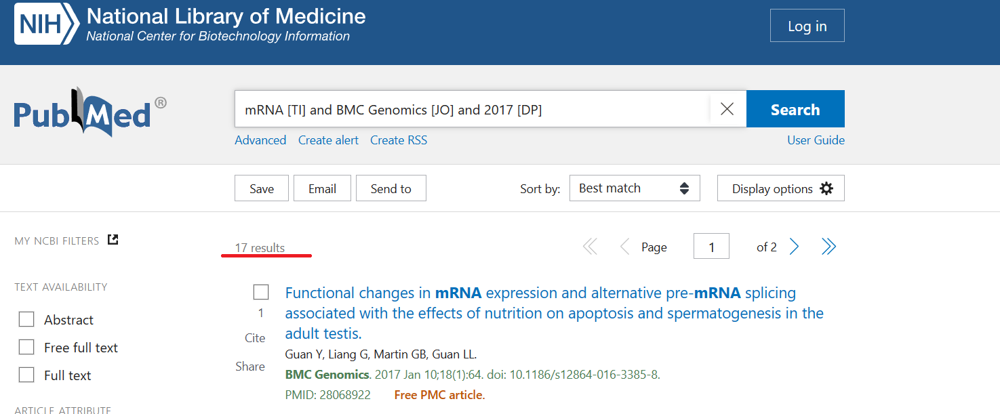 NIH National Library of Medicine
National Center for Biotechnology Information
Log in
PubMed®
mRNA [TI] and BMC Genomics [JO] and 2017 [DP]
Search
Advanced Create alert Create RSS
User Guide
Save Email Send to
Sort by: Best match
Display options
MY NCBI FILTERS
17 results
Page 1 of 2
TEXT AVAILABILITY
Abstract
Free full text
Full text
ARTICLE ATTRIBUTE
1
Cite
Share
Functional changes in mRNA expression and alternative pre-mRNA splicing
associated with the effects of nutrition on apoptosis and spermatogenesis in the
adult testis.
Guan Y, Liang G, Martin GB, Guan LL.
BMC Genomics. 2017 Jan 10;18(1):64. doi: 10.1186/s12864-016-3385-8.
PMID: 28068922 Free PMC article.